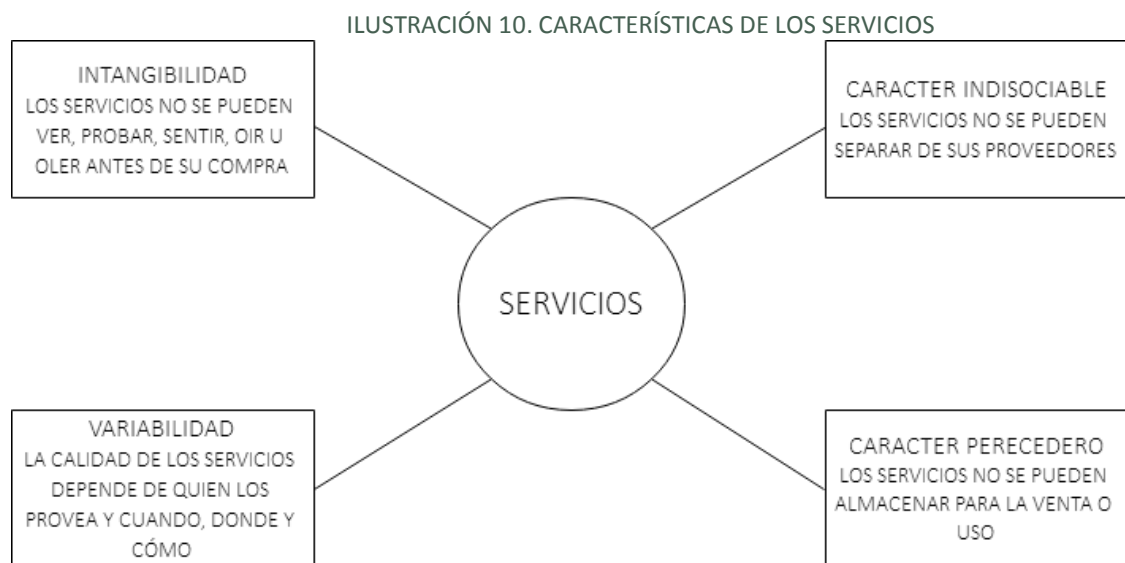 ILUSTRACIÓN 10. CARACTERÍSTICAS DE LOS SERVICIOS
INTANGIBILIDAD
LOS SERVICIOS NO SE PUEDEN
VER, PROBAR, SENTIR, OIR U
OLER ANTES DE SU COMPRA
CARACTER INDISOCIABLE
LOS SERVICIOS NO SE PUEDEN
SEPARAR DE SUS PROVEEDORES
SERVICIOS
VARIABILIDAD
LA CALIDAD DE LOS SERVICIOS
DEPENDE DE QUIEN LOS
PROVEA Y CUANDO, DONDE Y
CÓMO
CARACTER PERECEDERO
LOS SERVICIOS NO SE PUEDEN
ALMACENAR PARA LA VENTA O
USO